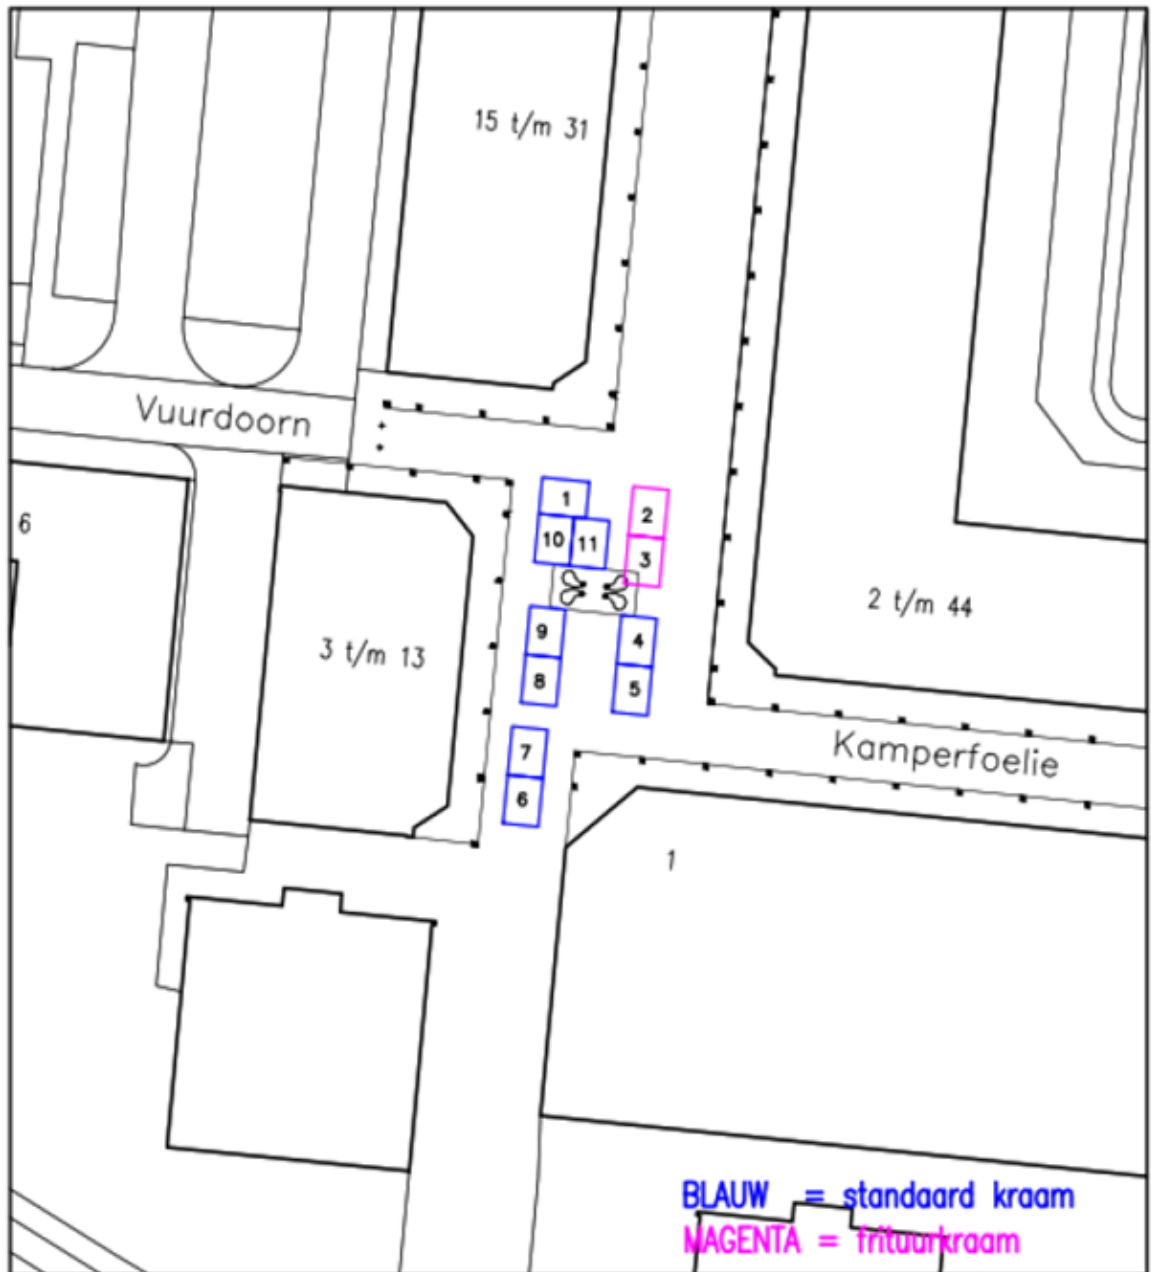 15 t/m 31
Vuurdoorn
1
2
10
11
3
6
2 t/m 44
9
4
3 t/m 13
8
5
7
Kamperfoelie
6
1
BLAUW = standaard kraam
MAGENTA = frituurkraam